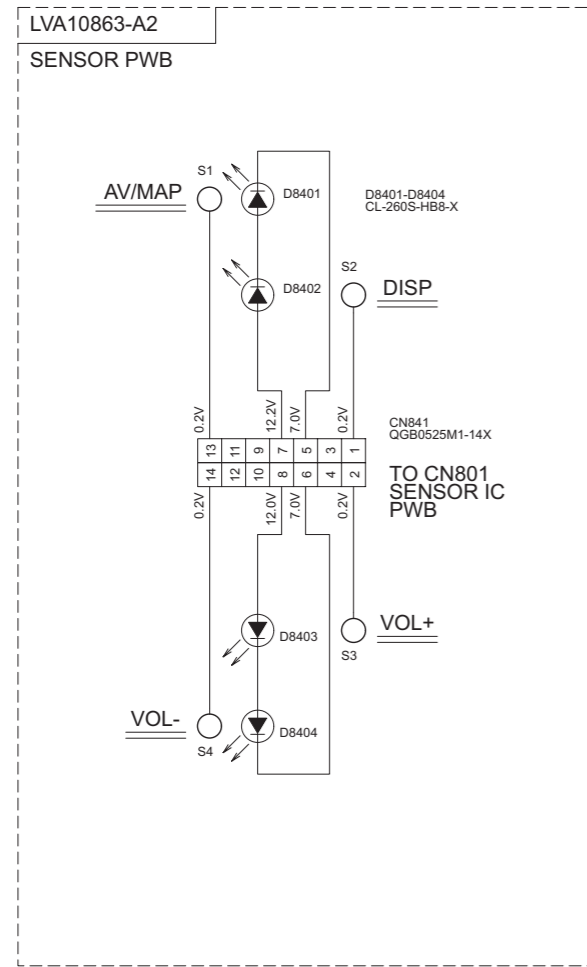 LVA10863-A2
SENSOR PWB
S1
AV/MAP
D8401
D8401-D8404
CL-260S-HB8-X
D8402
S2
DISP
0.2V 12.2V 7.0V 0.2V
CN841
QGB0525M1-14X
13 11 9 7 5 3 1
14 12 10 8 6 4 2
TO CN801
SENSOR IC
PWB
0.2V 12.0V 7.0V 0.2V
D8403
VOL+
S3
VOL-
S4
D8404